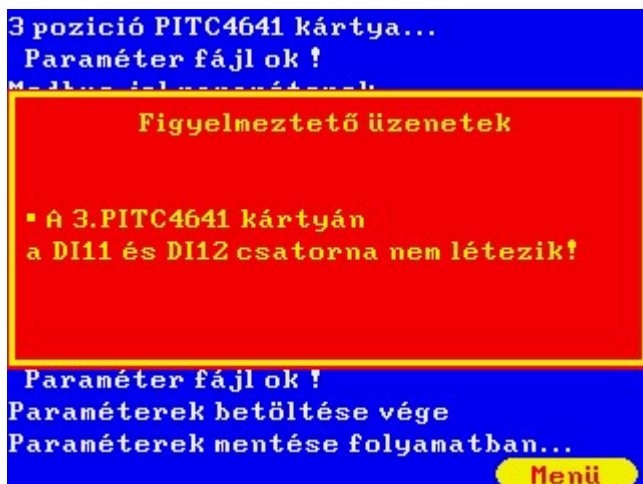 3 pozició PITC4641 kártya...
Paraméter fájl ok !
Figyelmeztető üzenetek
▪ A 3.PITC4641 kártyán
a DI11 és DI12 csatorna nem létezik!
Paraméter fájl ok !
Paraméterek betöltése vége
Paraméterek mentése folyamatban...
Menü